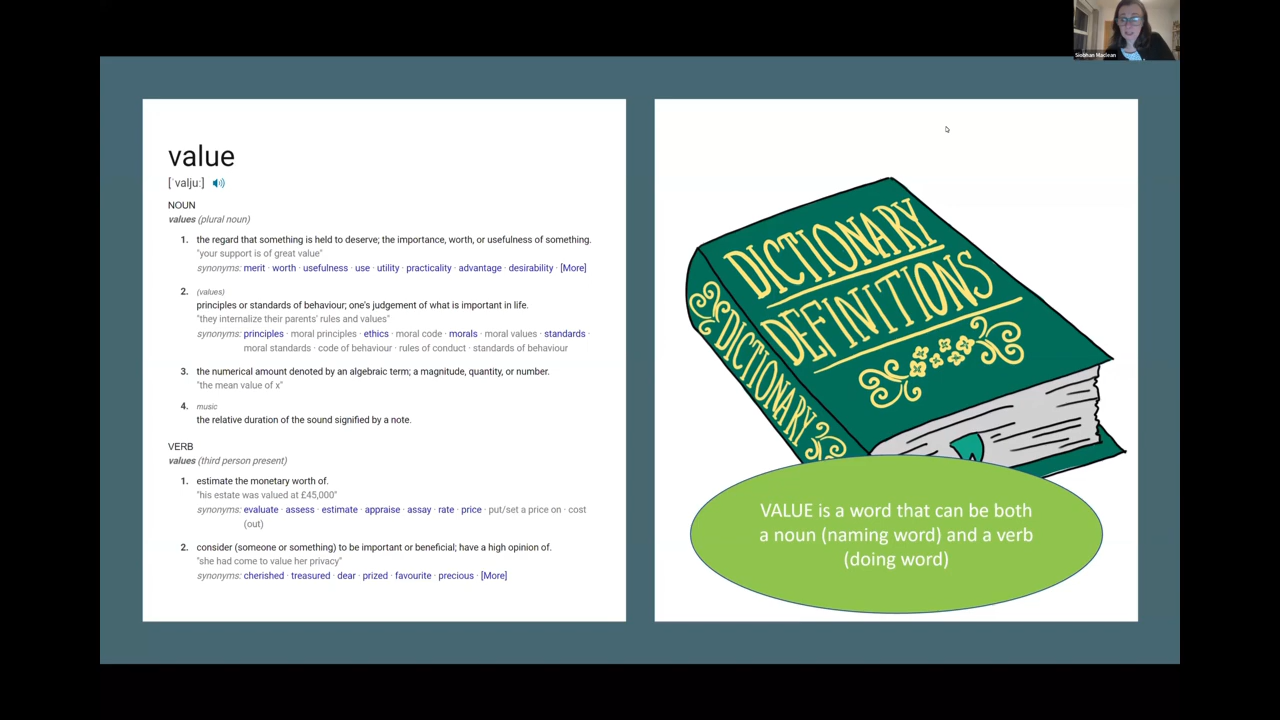 Siobhan Maclean
value
[ˈvaljuː]
NOUN
values (plural noun)
1. the regard that something is held to deserve; the importance, worth, or usefulness of something.
"your support is of great value"
synonyms: merit · worth · usefulness · use · utility · practicality · advantage · desirability · [More]
2. (values)
principles or standards of behaviour; one's judgement of what is important in life.
"they internalize their parents' rules and values"
synonyms: principles · moral principles · ethics · moral code · morals · moral values · standards ·
moral standards · code of behaviour · rules of conduct · standards of behaviour
3. the numerical amount denoted by an algebraic term; a magnitude, quantity, or number.
"the mean value of x"
4. music
the relative duration of the sound signified by a note.
VERB
values (third person present)
1. estimate the monetary worth of.
"his estate was valued at £45,000"
synonyms: evaluate · assess · estimate · appraise · assay · rate · price · put/set a price on · cost
(out)
2. consider (someone or something) to be important or beneficial; have a high opinion of.
"she had come to value her privacy"
synonyms: cherished · treasured · dear · prized · favourite · precious · [More]
DICTIONARY
DEFINITIONS
DICTIONARY
VALUE is a word that can be both
a noun (naming word) and a verb
(doing word)